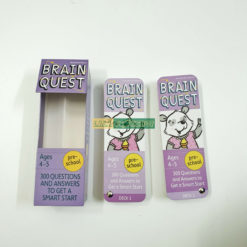 BRAIN
QUEST
Ages
4-5
pre-
school
300 QUESTIONS
AND ANSWERS
TO GET A
SMART START
BRAIN
QUEST
Ages
4-5
pre-
school
300 Questions
and Answers to
Get a Smart Start
DECK 1
BRAIN
QUEST
Ages
4-5
pre-
school
300 Questions
and Answers to
Get a Smart Start